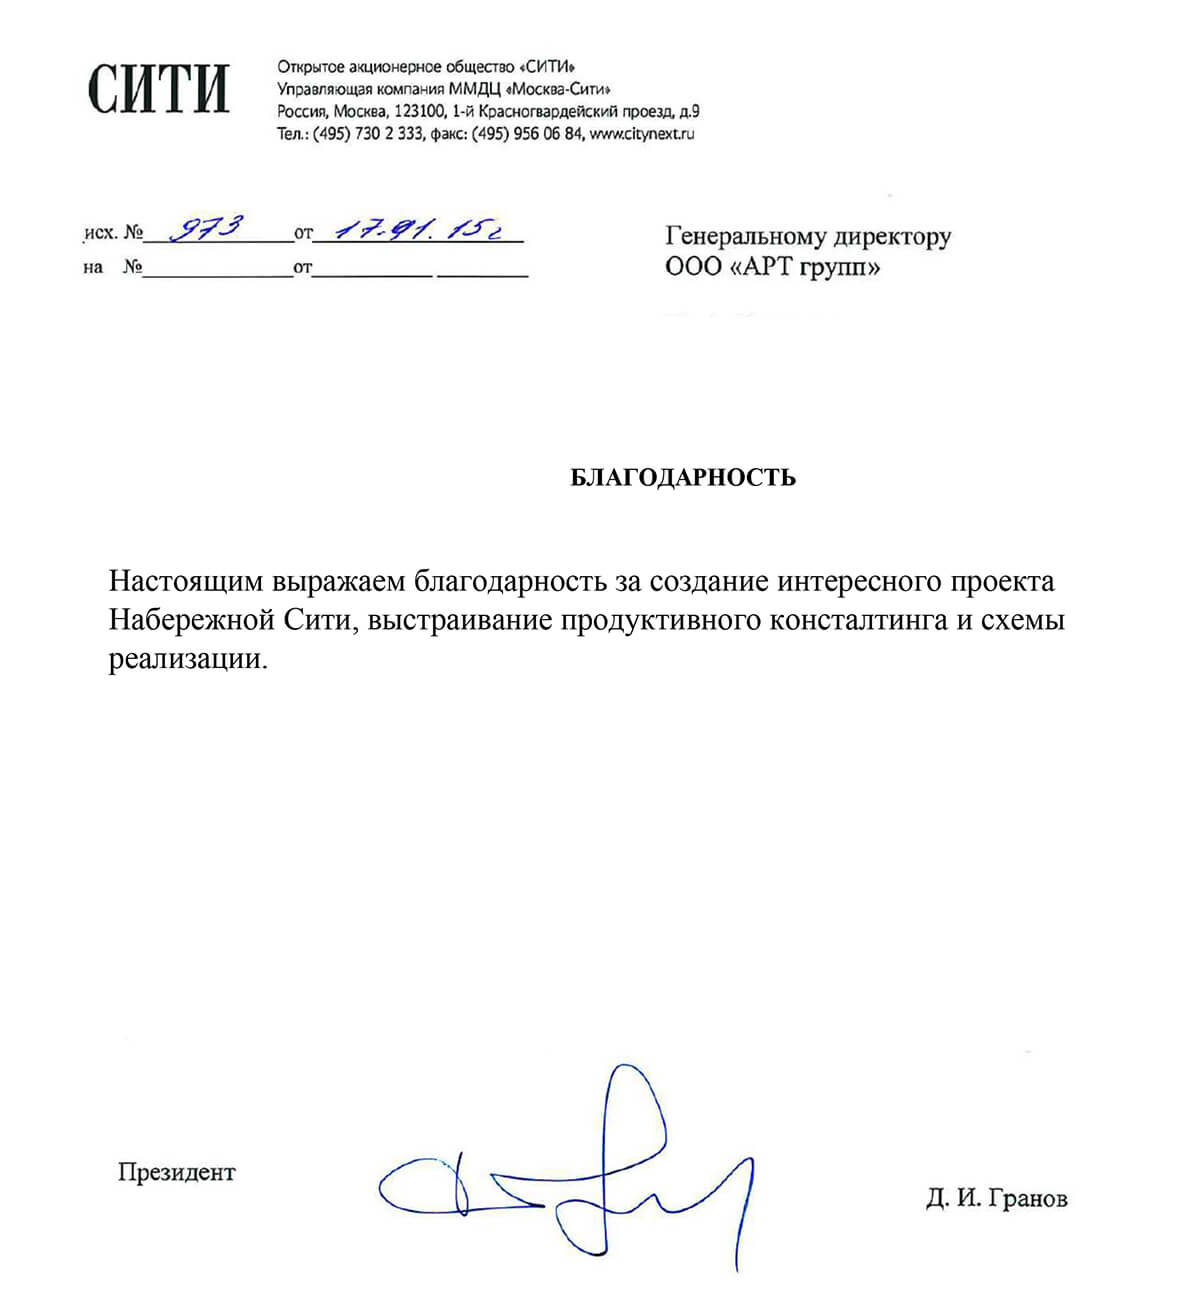 СИТИ
Открытое акционерное общество «СИТИ»
Управляющая компания ММДЦ «Москва-Сити»
Россия, Москва, 123100, 1-й Красногвардейский проезд, д.9
Тел.: (495) 730 2 333, факс: (495) 956 06 84, www.citynext.ru
исх. № 973 от 17.01.15г
на № от
Генеральному директору
ООО «АРТ групп»
БЛАГОДАРНОСТЬ
Настоящим выражаем благодарность за создание интересного проекта
Набережной Сити, выстраивание продуктивного консталтинга и схемы
реализации.
Президент
Д. И. Гранов